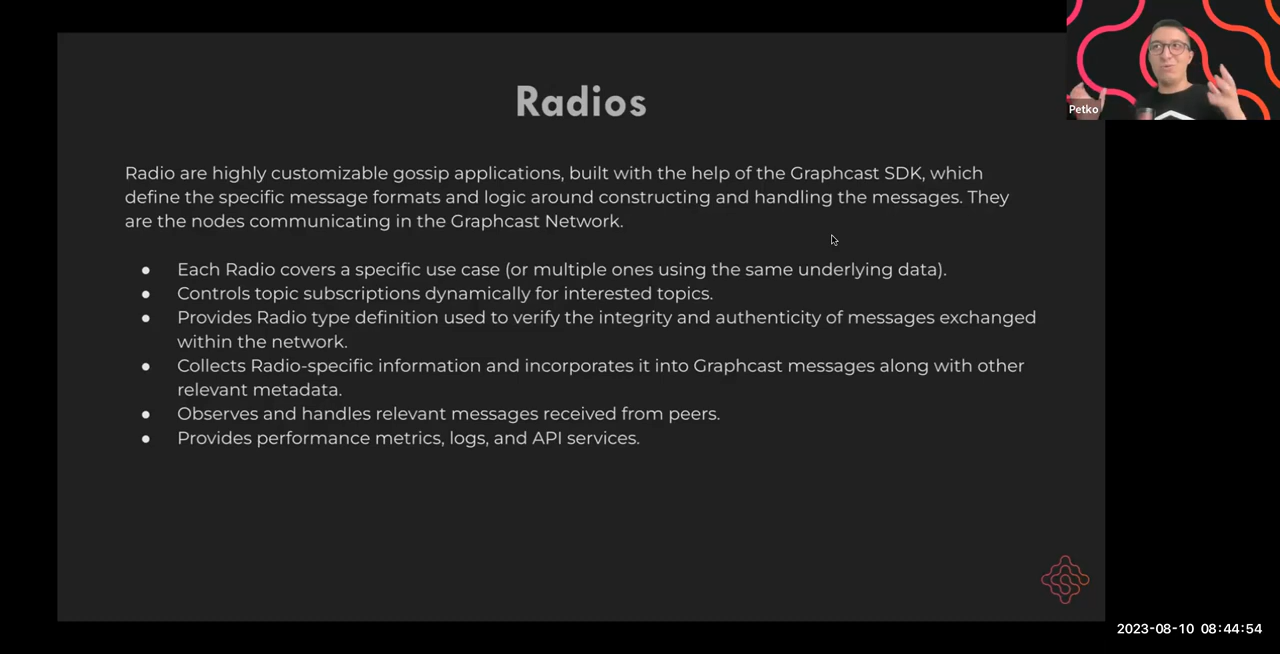 Radios
Petko
Radio are highly customizable gossip applications, built with the help of the Graphcast SDK, which
define the specific message formats and logic around constructing and handling the messages. They
are the nodes communicating in the Graphcast Network.
● Each Radio covers a specific use case (or multiple ones using the same underlying data).
● Controls topic subscriptions dynamically for interested topics.
● Provides Radio type definition used to verify the integrity and authenticity of messages exchanged
within the network.
● Collects Radio-specific information and incorporates it into Graphcast messages along with other
relevant metadata.
● Observes and handles relevant messages received from peers.
● Provides performance metrics, logs, and API services.
2023-08-10 08:44:54